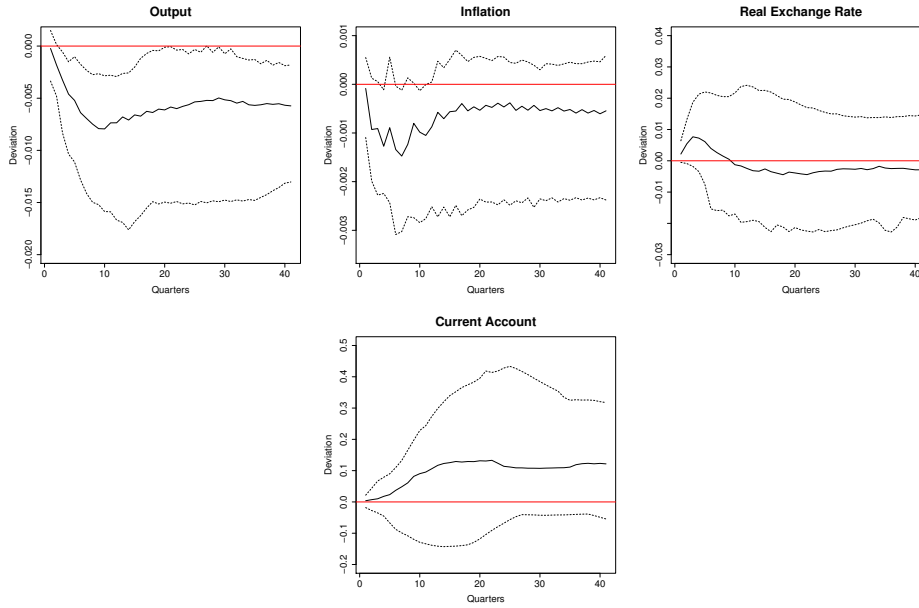 Output
Deviation
0.000
−0.005
−0.010
−0.015
−0.020
0 10 20 30 40
Quarters
Inflation
Deviation
0.001
0.000
−0.001
−0.002
−0.003
0 10 20 30 40
Quarters
Real Exchange Rate
Deviation
0.04
0.03
0.02
0.01
0.00
−0.01
−0.03
0 10 20 30 40
Quarters
Current Account
Deviation
0.5
0.4
0.3
0.2
0.1
0.0
−0.1
−0.2
0 10 20 30 40
Quarters